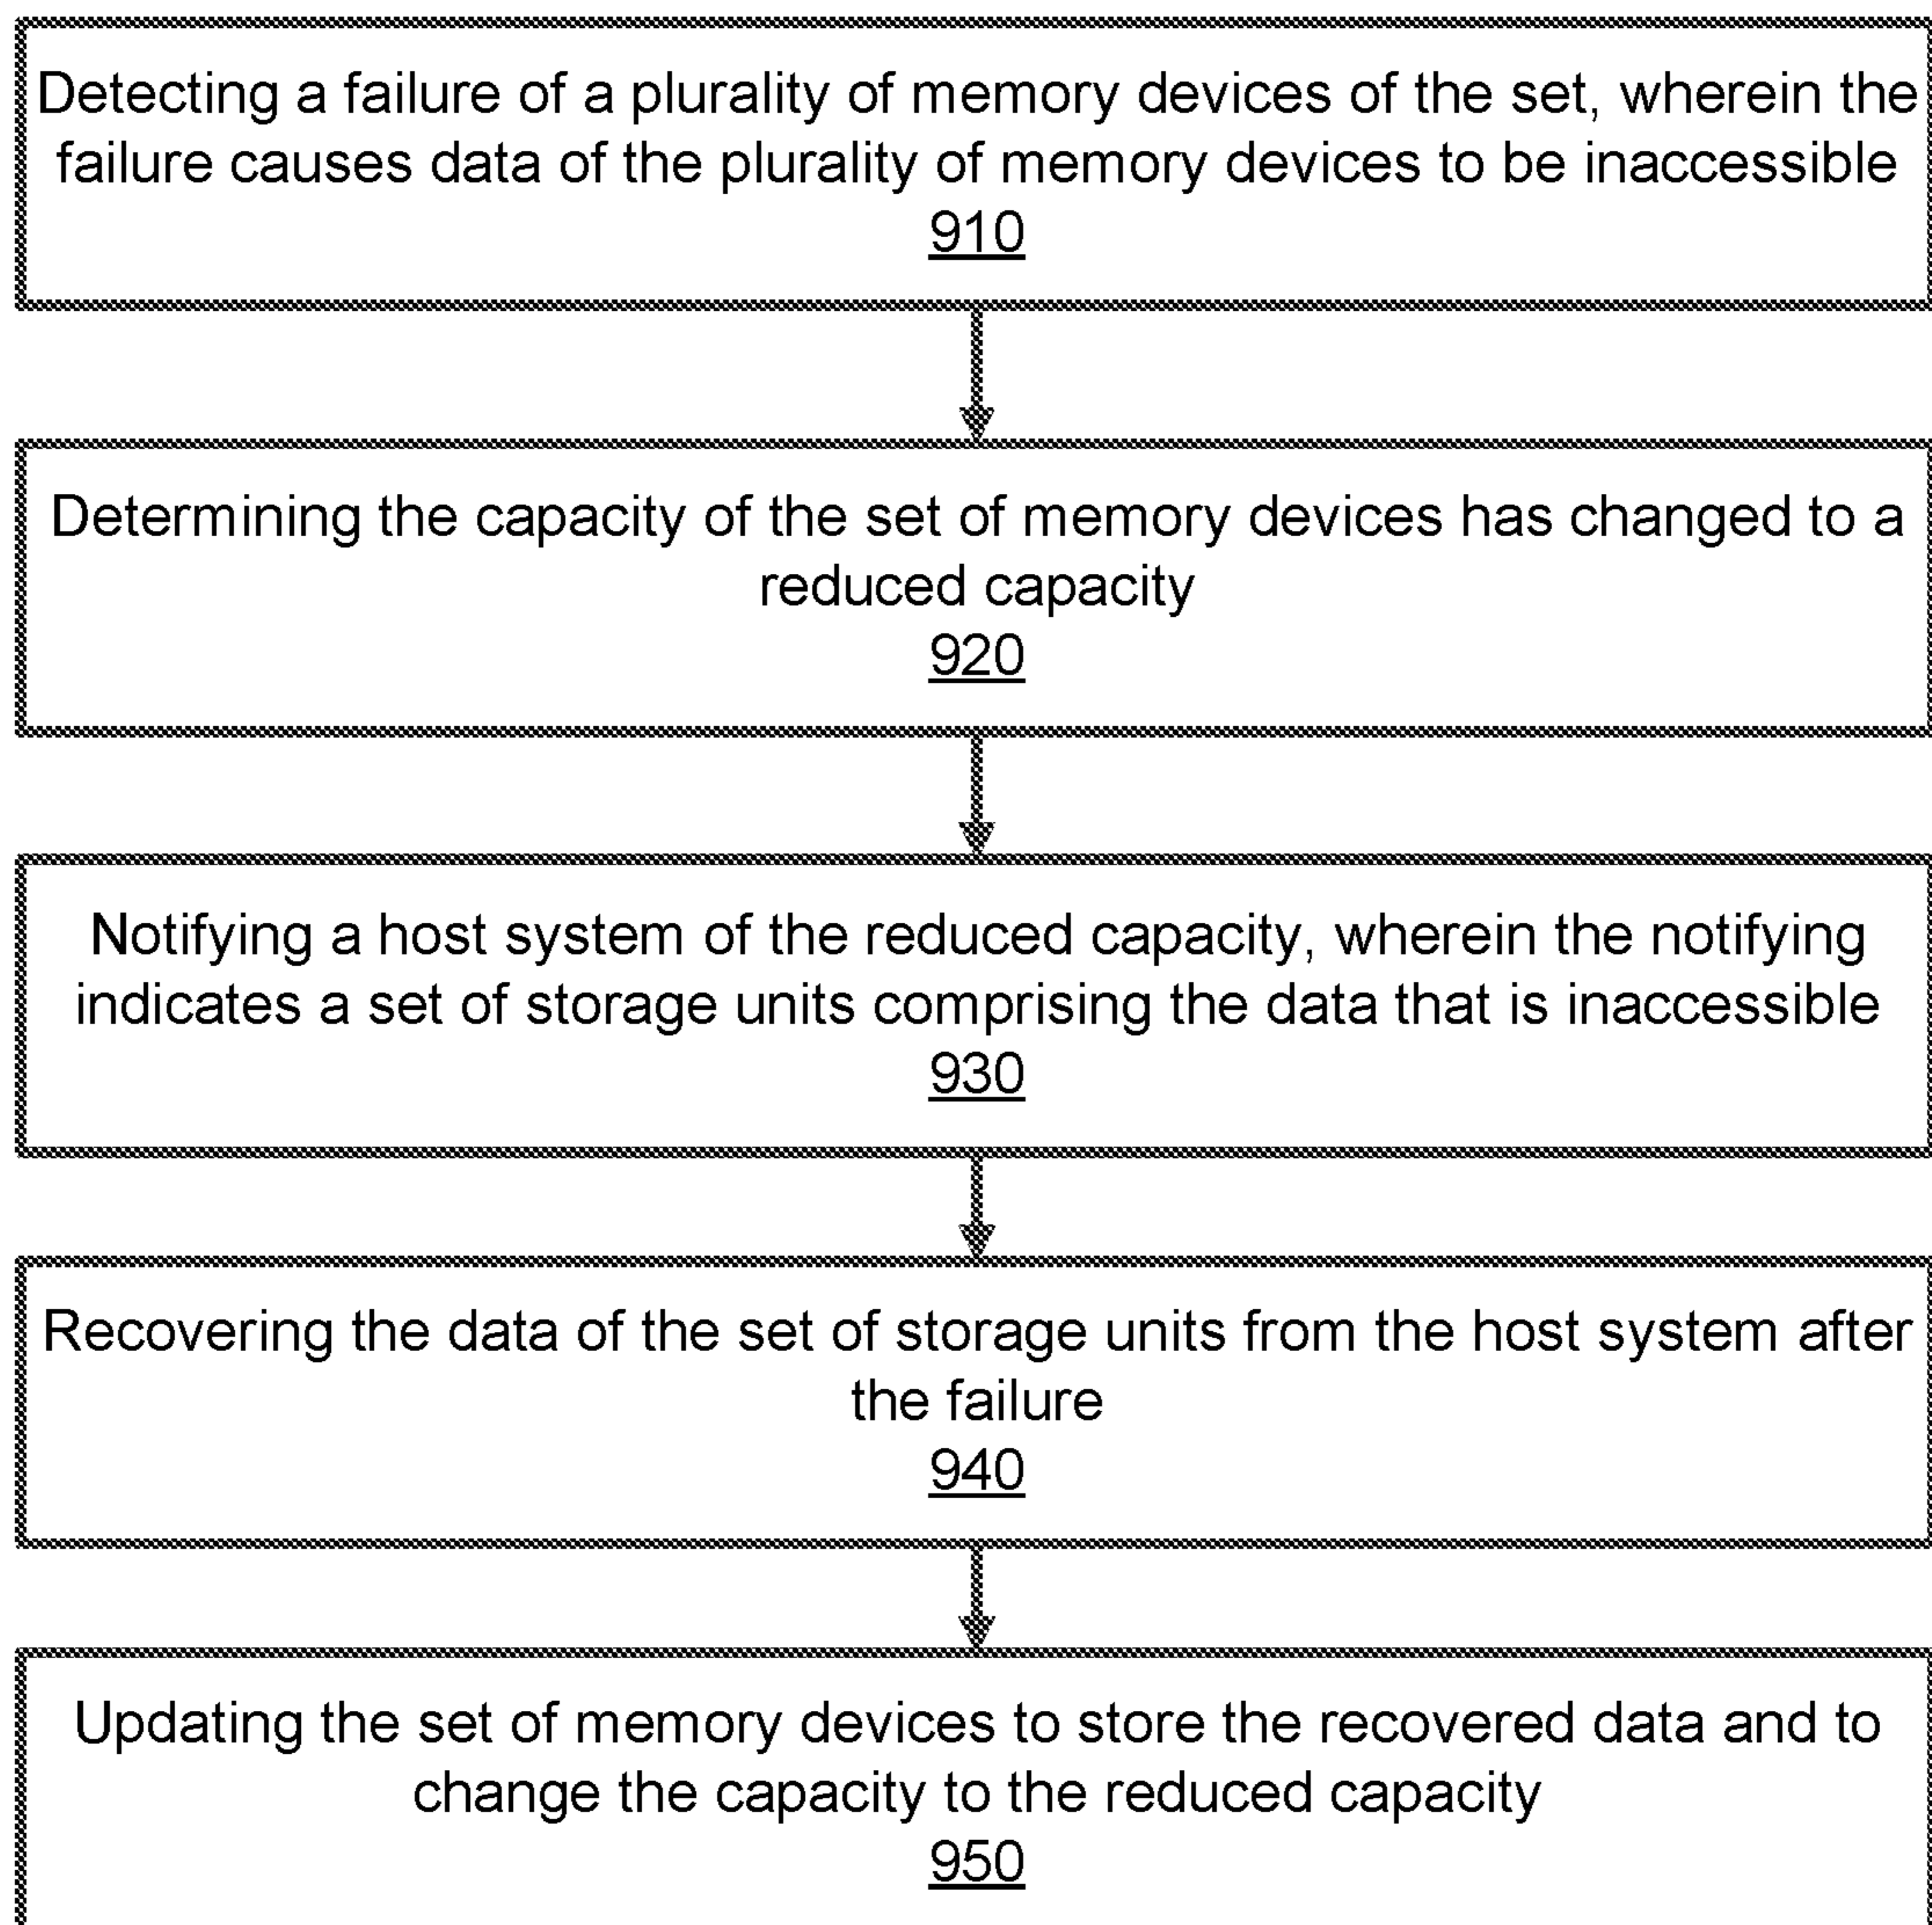 Detecting a failure of a plurality of memory devices of the set, wherein the
failure causes data of the plurality of memory devices to be inaccessible
910
Determining the capacity of the set of memory devices has changed to a
reduced capacity
920
Notifying a host system of the reduced capacity, wherein the notifying
indicates a set of storage units comprising the data that is inaccessible
930
Recovering the data of the set of storage units from the host system after
the failure
940
Updating the set of memory devices to store the recovered data and to
change the capacity to the reduced capacity
950